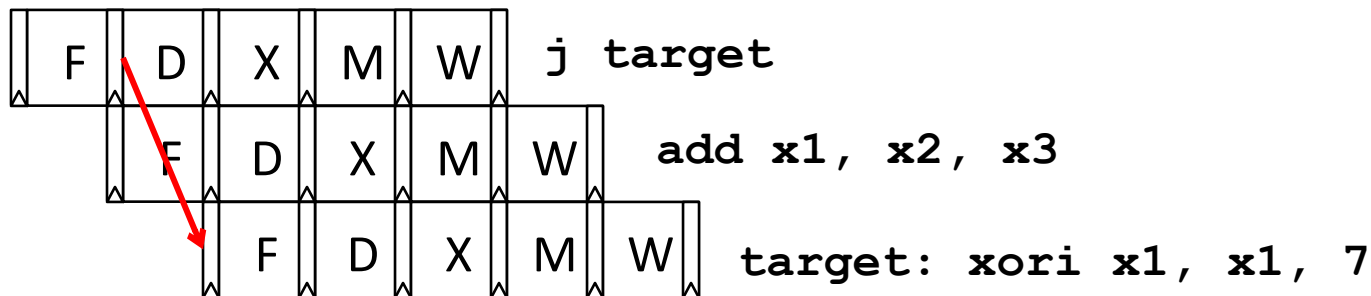 F D X M W j target
F D X M W add x1, x2, x3
F D X M W target: xori x1, x1, 7